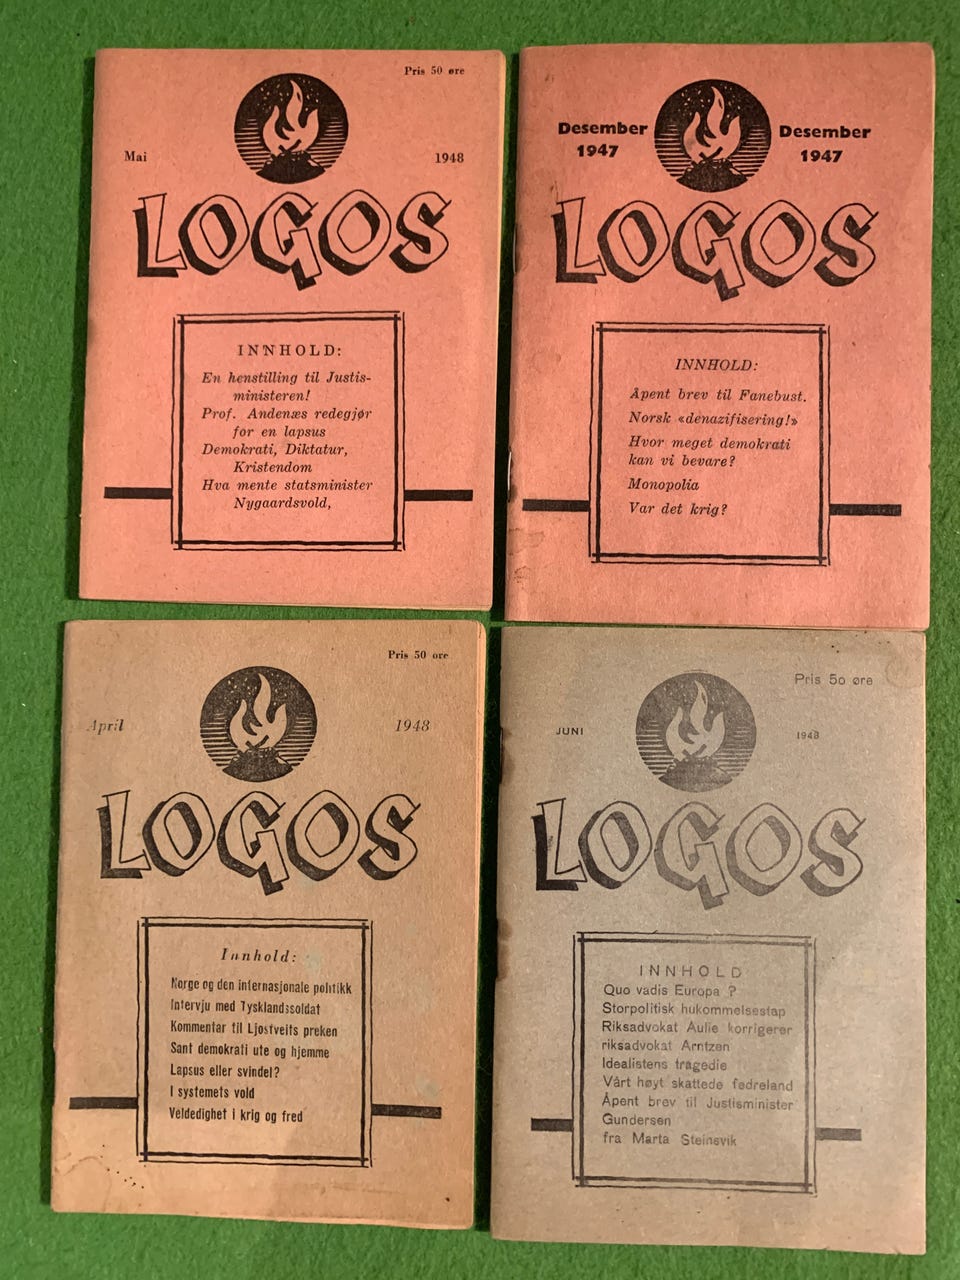 Pris 50 øre
Mai
1948
LOGOS
INNHOLD:
En henstilling til Justis-
ministeren!
Prof. Andenæs redegjør
for en lapsus
Demokrati, Diktatur,
Kristendom
Hva mente statsminister
Nygaardsvold,
Desember
1947
Desember
1947
LOGOS
INNHOLD:
Åpent brev til Fanebust.
Norsk «denazifisering!»
Hvor meget demokrati
kan vi bevare?
Monopolia
Var det krig?
Pris 50 øre
April
1948
LOGOS
Innhold:
Norge og den internasjonale politikk
Intervju med Tysklandssoldat
Kommentar til Ljostveits preken
Sant demokrati ute og hjemme
Lapsus eller svindel?
I systemets vold
Veldedighet i krig og fred
Pris 50 øre
JUNI
1948
LOGOS
INNHOLD
Quo vadis Europa ?
Storpolitisk hukommelsestap
Riksadvokat Aulie korrigerer
riksadvokat Arntzen
Idealistens tragedie
Vårt høyt skattede fedreland
Åpent brev til Justisminister
Gundersen
fra Marta Steinsvik